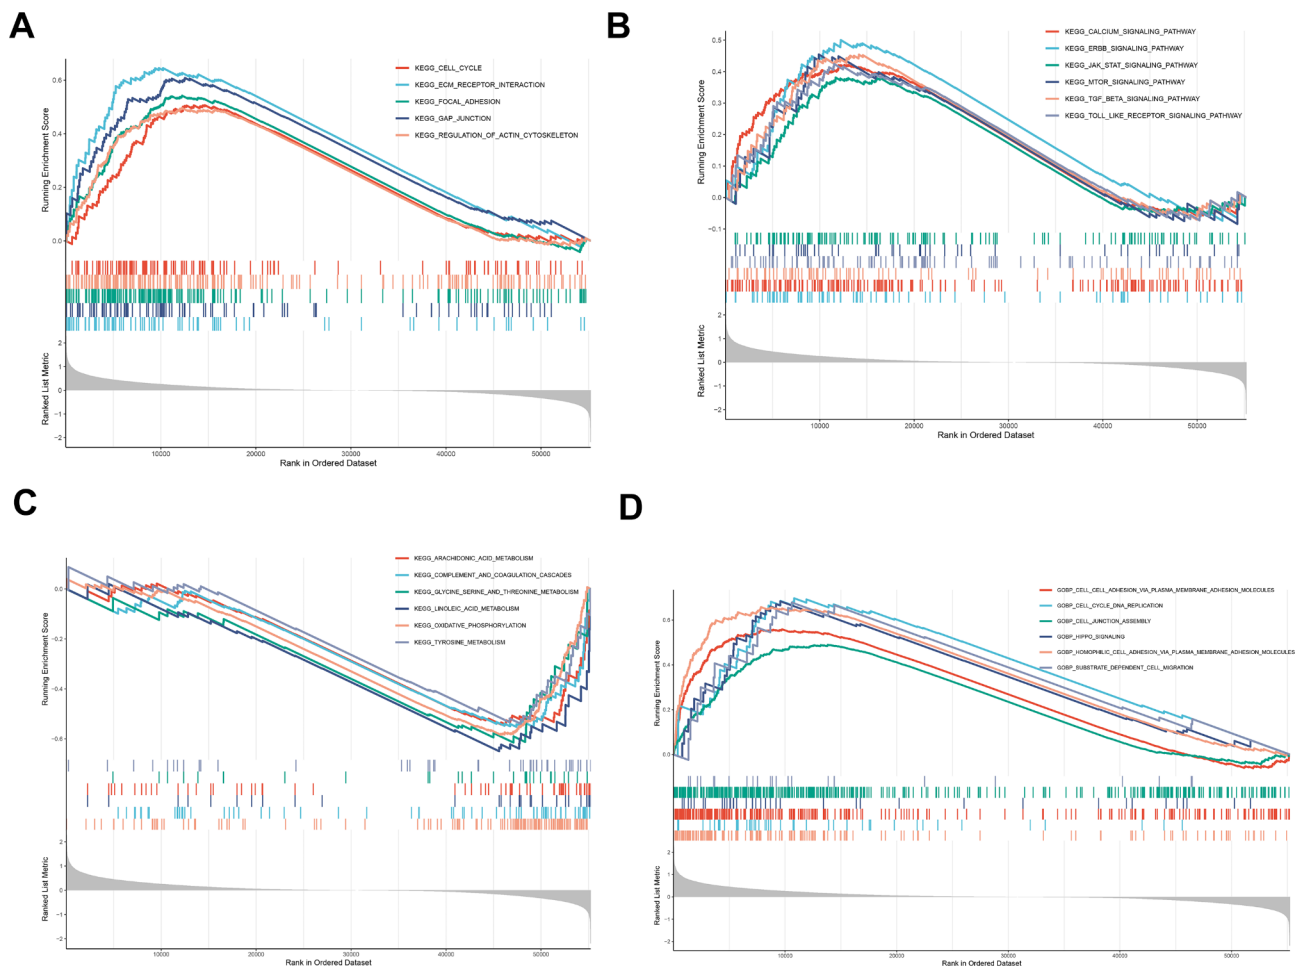 A
Running Enrichment Score
0.6
0.4
0.2
0.0
KEGG_CELL_CYCLE
KEGG_ECM_RECEPTOR_INTERACTION
KEGG_FOCAL_ADHESION
KEGG_GAP_JUNCTION
KEGG_REGULATION_OF_ACTIN_CYTOSKELETON
Ranked List Metric
2
1
0
−1
−2
10000 20000 30000 40000 50000
Rank in Ordered Dataset
B
Running Enrichment Score
0.5
0.4
0.3
0.2
0.1
0.0
−0.1
KEGG_CALCIUM_SIGNALING_PATHWAY
KEGG_ERBB_SIGNALING_PATHWAY
KEGG_JAK_STAT_SIGNALING_PATHWAY
KEGG_MTOR_SIGNALING_PATHWAY
KEGG_TGF_BETA_SIGNALING_PATHWAY
KEGG_TOLL_LIKE_RECEPTOR_SIGNALING_PATHWAY
Ranked List Metric
2
1
0
−1
−2
10000 20000 30000 40000 50000
Rank in Ordered Dataset
C
Running Enrichment Score
0.0
−0.2
−0.4
−0.6
KEGG_ARACHIDONIC_ACID_METABOLISM
KEGG_COMPLEMENT_AND_COAGULATION_CASCADES
KEGG_GLYCINE_SERINE_AND_THREONINE_METABOLISM
KEGG_LINOLEIC_ACID_METABOLISM
KEGG_OXIDATIVE_PHOSPHORYLATION
KEGG_TYROSINE_METABOLISM
Ranked List Metric
2
1
0
−1
−2
10000 20000 30000 40000 50000
Rank in Ordered Dataset
D
Running Enrichment Score
0.6
0.4
0.2
0.0
GOBP_CELL_CELL_ADHESION_VIA_PLASMA_MEMBRANE_ADHESION_MOLECULES
GOBP_CELL_CYCLE_DNA_REPLICATION
GOBP_CELL_JUNCTION_ASSEMBLY
GOBP_HIPPO_SIGNALING
GOBP_HOMOPHILIC_CELL_ADHESION_VIA_PLASMA_MEMBRANE_ADHESION_MOLECULES
GOBP_SUBSTRATE_DEPENDENT_CELL_MIGRATION
Ranked List Metric
2
1
0
−1
−2
10000 20000 30000 40000 50000
Rank in Ordered Dataset